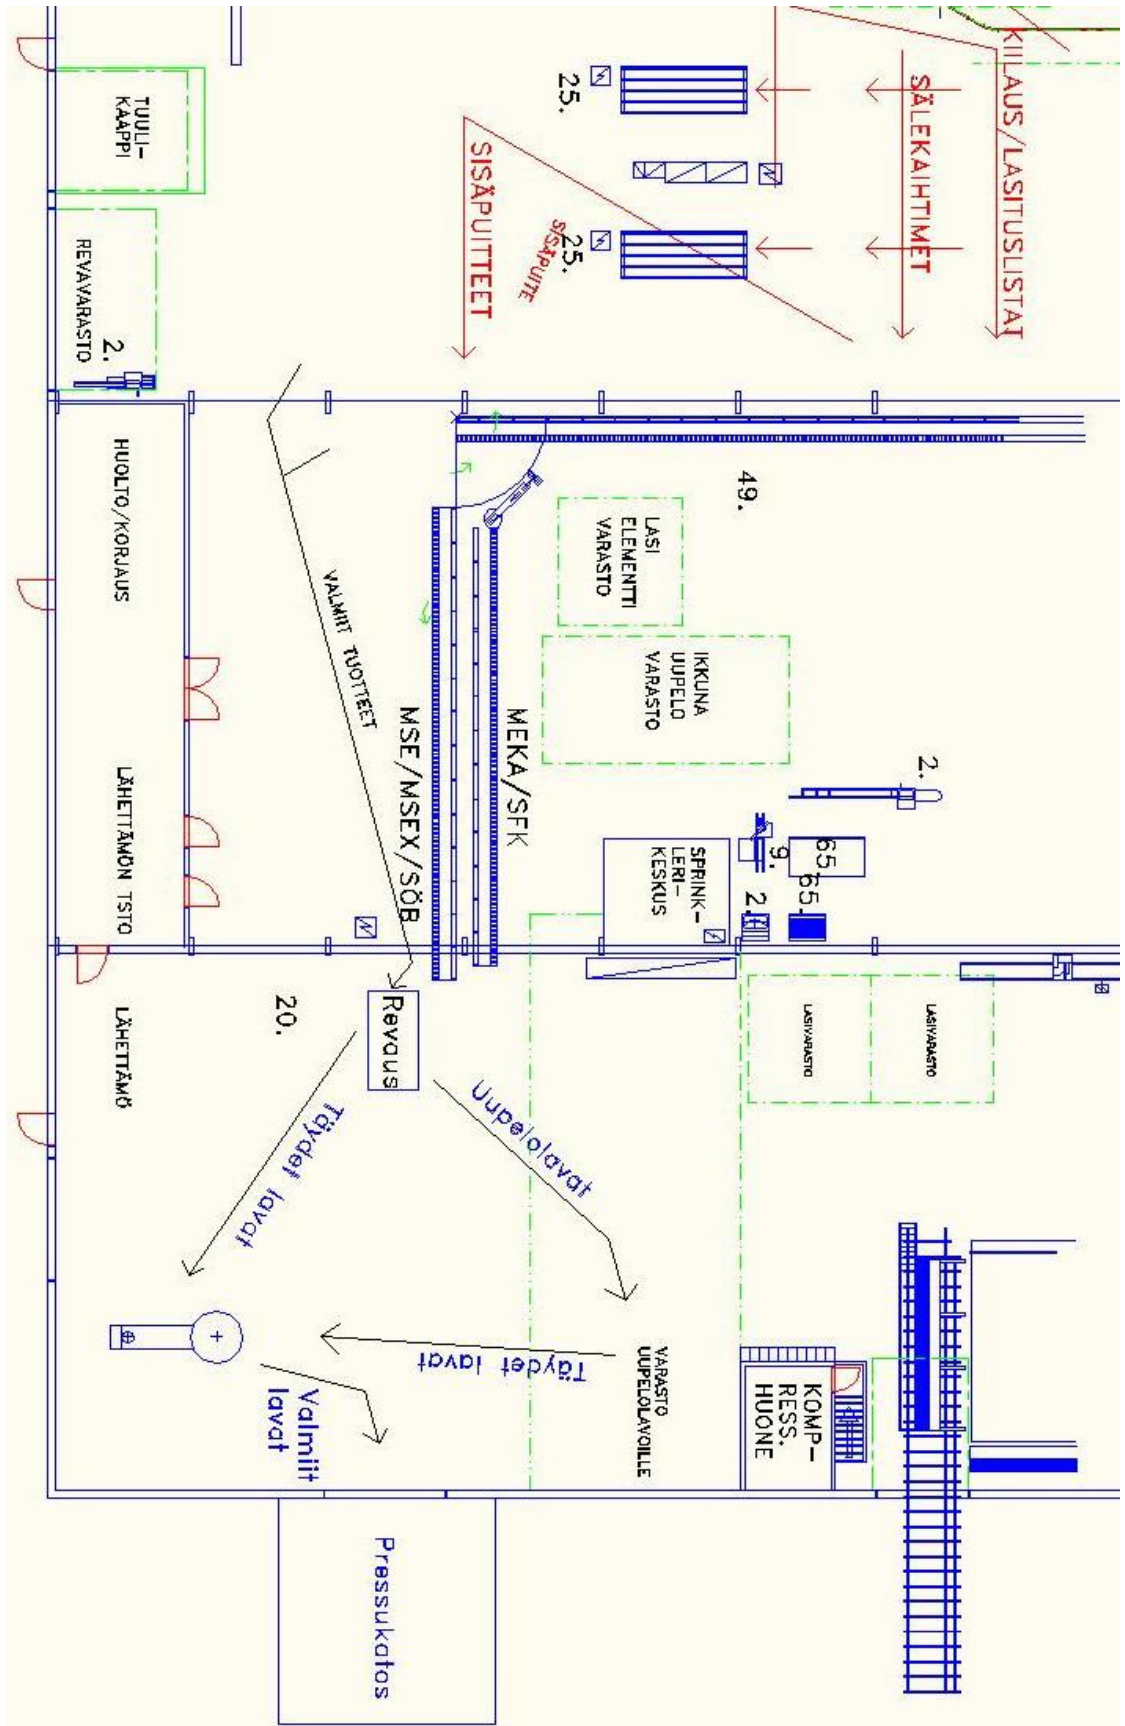 KIILAUS/LASITUSLISTAT
SÄLEKAIHTIMET
SISÄPUITTEET
SISÄPUITE
25.
25.
TUULI-
KAAPPI
REVAVARASTO
2.
HUOLTO/KORJAUS
LÄHETTÄMÖN TSTO
LÄHETTÄMÖ
VALMIIT TUOTTEET
MSE/MSEX/SÖB
MEKA/SFK
49.
LASI
ELEMENTTI
VARASTO
IKKUNA
UUPELO
VARASTO
SPRINK-
LERI-
KESKUS
2.
9.
65.
65.
2.
20.
Revaus
LASIVARASTO
LASIVARASTO
Uupelolavat
Täydet lavat
Täydet lavat
Valmiit
lavat
VARASTO
UUPELOLAVOILLE
KOMP-
RESS.
HUONE
Pressukatos